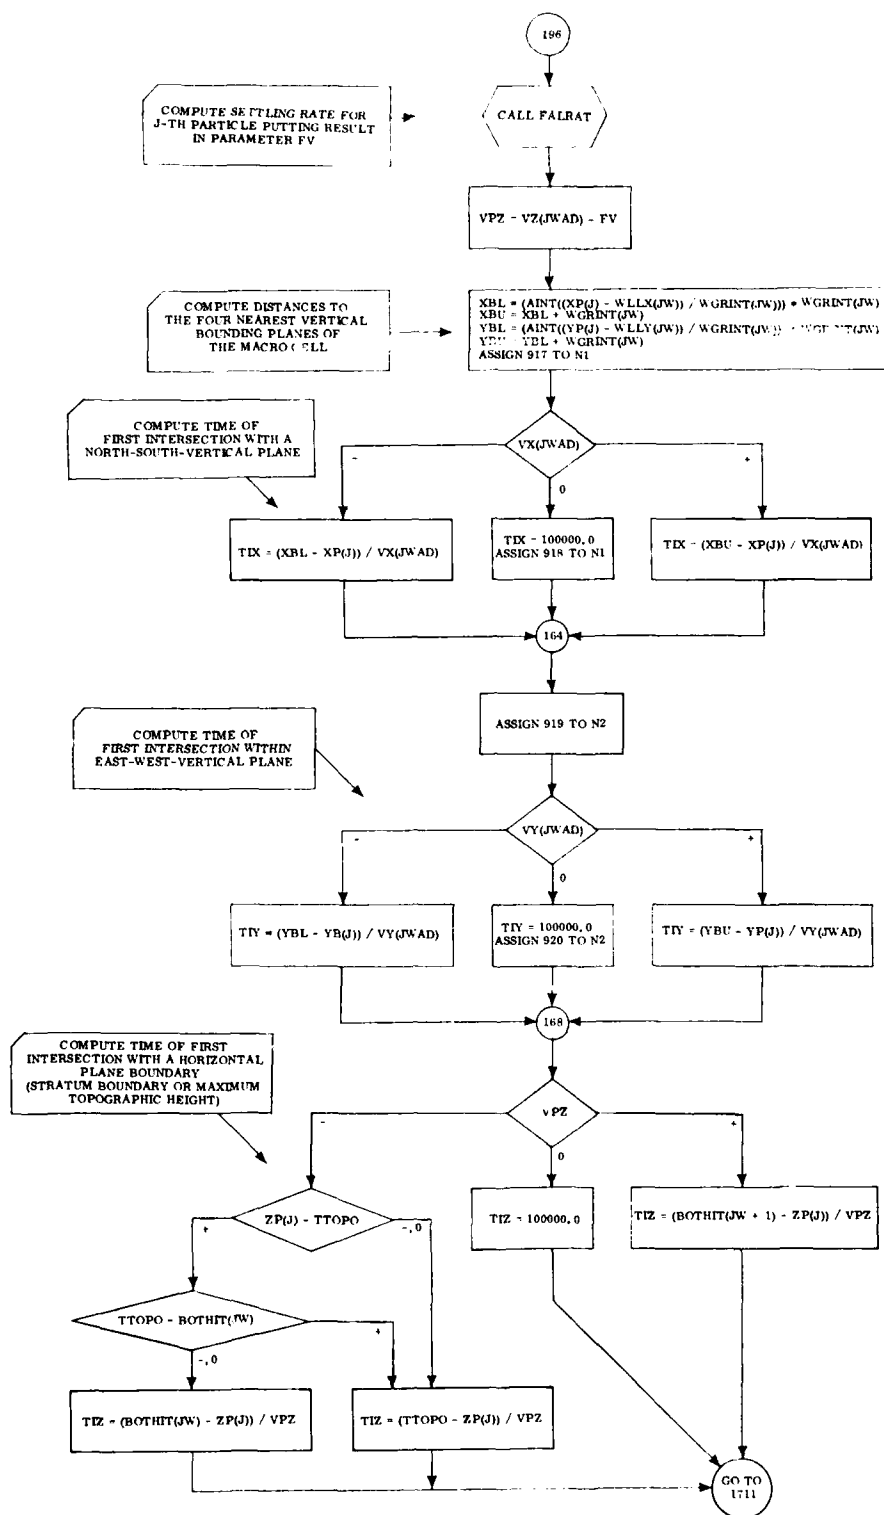 196
COMPUTE SETTLING RATE FOR
J-TH PARTICLE PUTTING RESULT
IN PARAMETER FV
CALL FALRAT
VPZ = VZ(JWAD) - FV
COMPUTE DISTANCES TO
THE FOUR NEAREST VERTICAL
BOUNDING PLANES OF
THE MACRO CELL
XBL = (AINT((XP(J) - WLLX(JW)) / WGRINT(JW))) * WGRINT(JW)
XBU = XBL + WGRINT(JW)
YBL = (AINT((YP(J) - WLLY(JW)) / WGRINT(JW)) * WGRINT(JW)
YBU = YBL + WGRINT(JW)
ASSIGN 917 TO N1
COMPUTE TIME OF
FIRST INTERSECTION WITH A
NORTH-SOUTH-VERTICAL PLANE
VX(JWAD)
-
0
+
TIX = (XBL - XP(J)) / VX(JWAD)
TIX = 100000.0
ASSIGN 918 TO N1
TIX = (XBU - XP(J)) / VX(JWAD)
164
ASSIGN 919 TO N2
COMPUTE TIME OF
FIRST INTERSECTION WITHIN
EAST-WEST-VERTICAL PLANE
VY(JWAD)
-
0
+
TIY = (YBL - YB(J)) / VY(JWAD)
TIY = 100000.0
ASSIGN 920 TO N2
TIY = (YBU - YP(J)) / VY(JWAD)
168
COMPUTE TIME OF FIRST
INTERSECTION WITH A HORIZONTAL
PLANE BOUNDARY
(STRATUM BOUNDARY OR MAXIMUM
TOPOGRAPHIC HEIGHT)
VPZ
-
0
+
ZP(J) - TTOPO
+
-,0
TIZ = 100000.0
TIZ = (BOTHIT(JW + 1) - ZP(J)) / VPZ
TTOPO - BOTHIT(JW)
+
-,0
TIZ = (BOTHIT(JW) - ZP(J)) / VPZ
TIZ = (TTOPO - ZP(J)) / VPZ
GO TO
1711